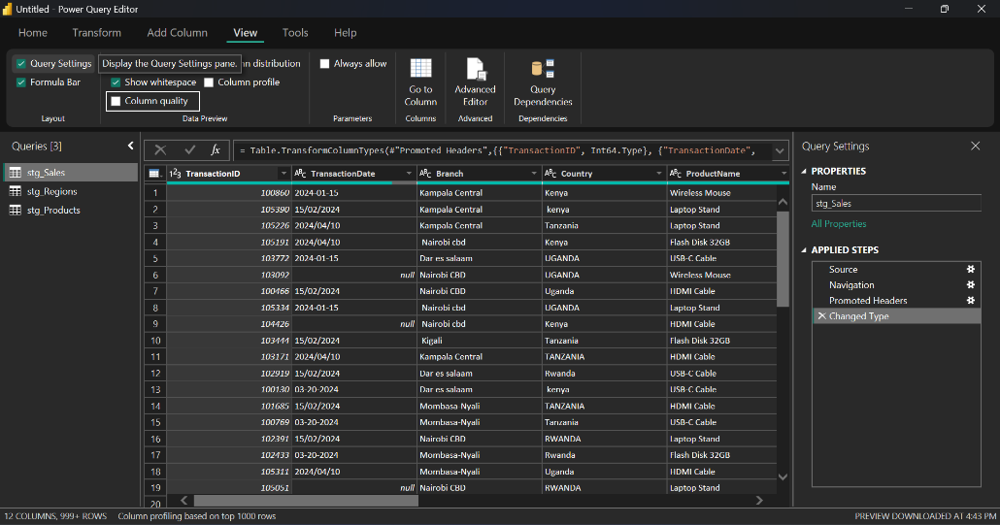 Untitled - Power Query Editor
Home Transform Add Column View Tools Help
Query Settings Display the Query Settings pane. n distribution Always allow
Formula Bar Show whitespace Column profile
Column quality
Go to Column
Advanced Editor
Query Dependencies
Layout Data Preview Parameters Columns Advanced Dependencies
Queries [3]
stg_Sales
stg_Regions
stg_Products
fx = Table.TransformColumnTypes(#"Promoted Headers",{{"TransactionID", Int64.Type}, {"TransactionDate",
1²3 TransactionID ABC TransactionDate ABC Branch ABC Country ABC ProductName
1 100860 2024-01-15 Kampala Central Kenya Wireless Mouse
2 105390 15/02/2024 Kampala Central kenya Laptop Stand
3 105226 2024/04/10 Kampala Central Tanzania Laptop Stand
4 105191 2024/04/10 Nairobi cbd Kenya Flash Disk 32GB
5 103772 2024-01-15 Dar es salaam UGANDA USB-C Cable
6 103092 null Nairobi CBD UGANDA Wireless Mouse
7 100466 15/02/2024 Nairobi CBD Uganda HDMI Cable
8 105334 2024-01-15 Nairobi cbd UGANDA Laptop Stand
9 104426 null Nairobi cbd Kenya HDMI Cable
10 103444 15/02/2024 Kigali Tanzania Flash Disk 32GB
11 103171 2024/04/10 Kampala Central TANZANIA HDMI Cable
12 102919 15/02/2024 Dar es salaam Rwanda USB-C Cable
13 100130 03-20-2024 Dar es salaam kenya USB-C Cable
14 101685 15/02/2024 Mombasa-Nyali TANZANIA HDMI Cable
15 100769 03-20-2024 Mombasa-Nyali Tanzania USB-C Cable
16 102391 15/02/2024 Nairobi CBD RWANDA Laptop Stand
17 102433 03-20-2024 Mombasa-Nyali Rwanda Flash Disk 32GB
18 105311 2024/04/10 Mombasa-Nyali Uganda HDMI Cable
19 105051 null Nairobi CBD RWANDA Laptop Stand
20
Query Settings
PROPERTIES
Name
stg_Sales
All Properties
APPLIED STEPS
Source
Navigation
Promoted Headers
Changed Type
12 COLUMNS, 999+ ROWS Column profiling based on top 1000 rows PREVIEW DOWNLOADED AT 4:43 PM